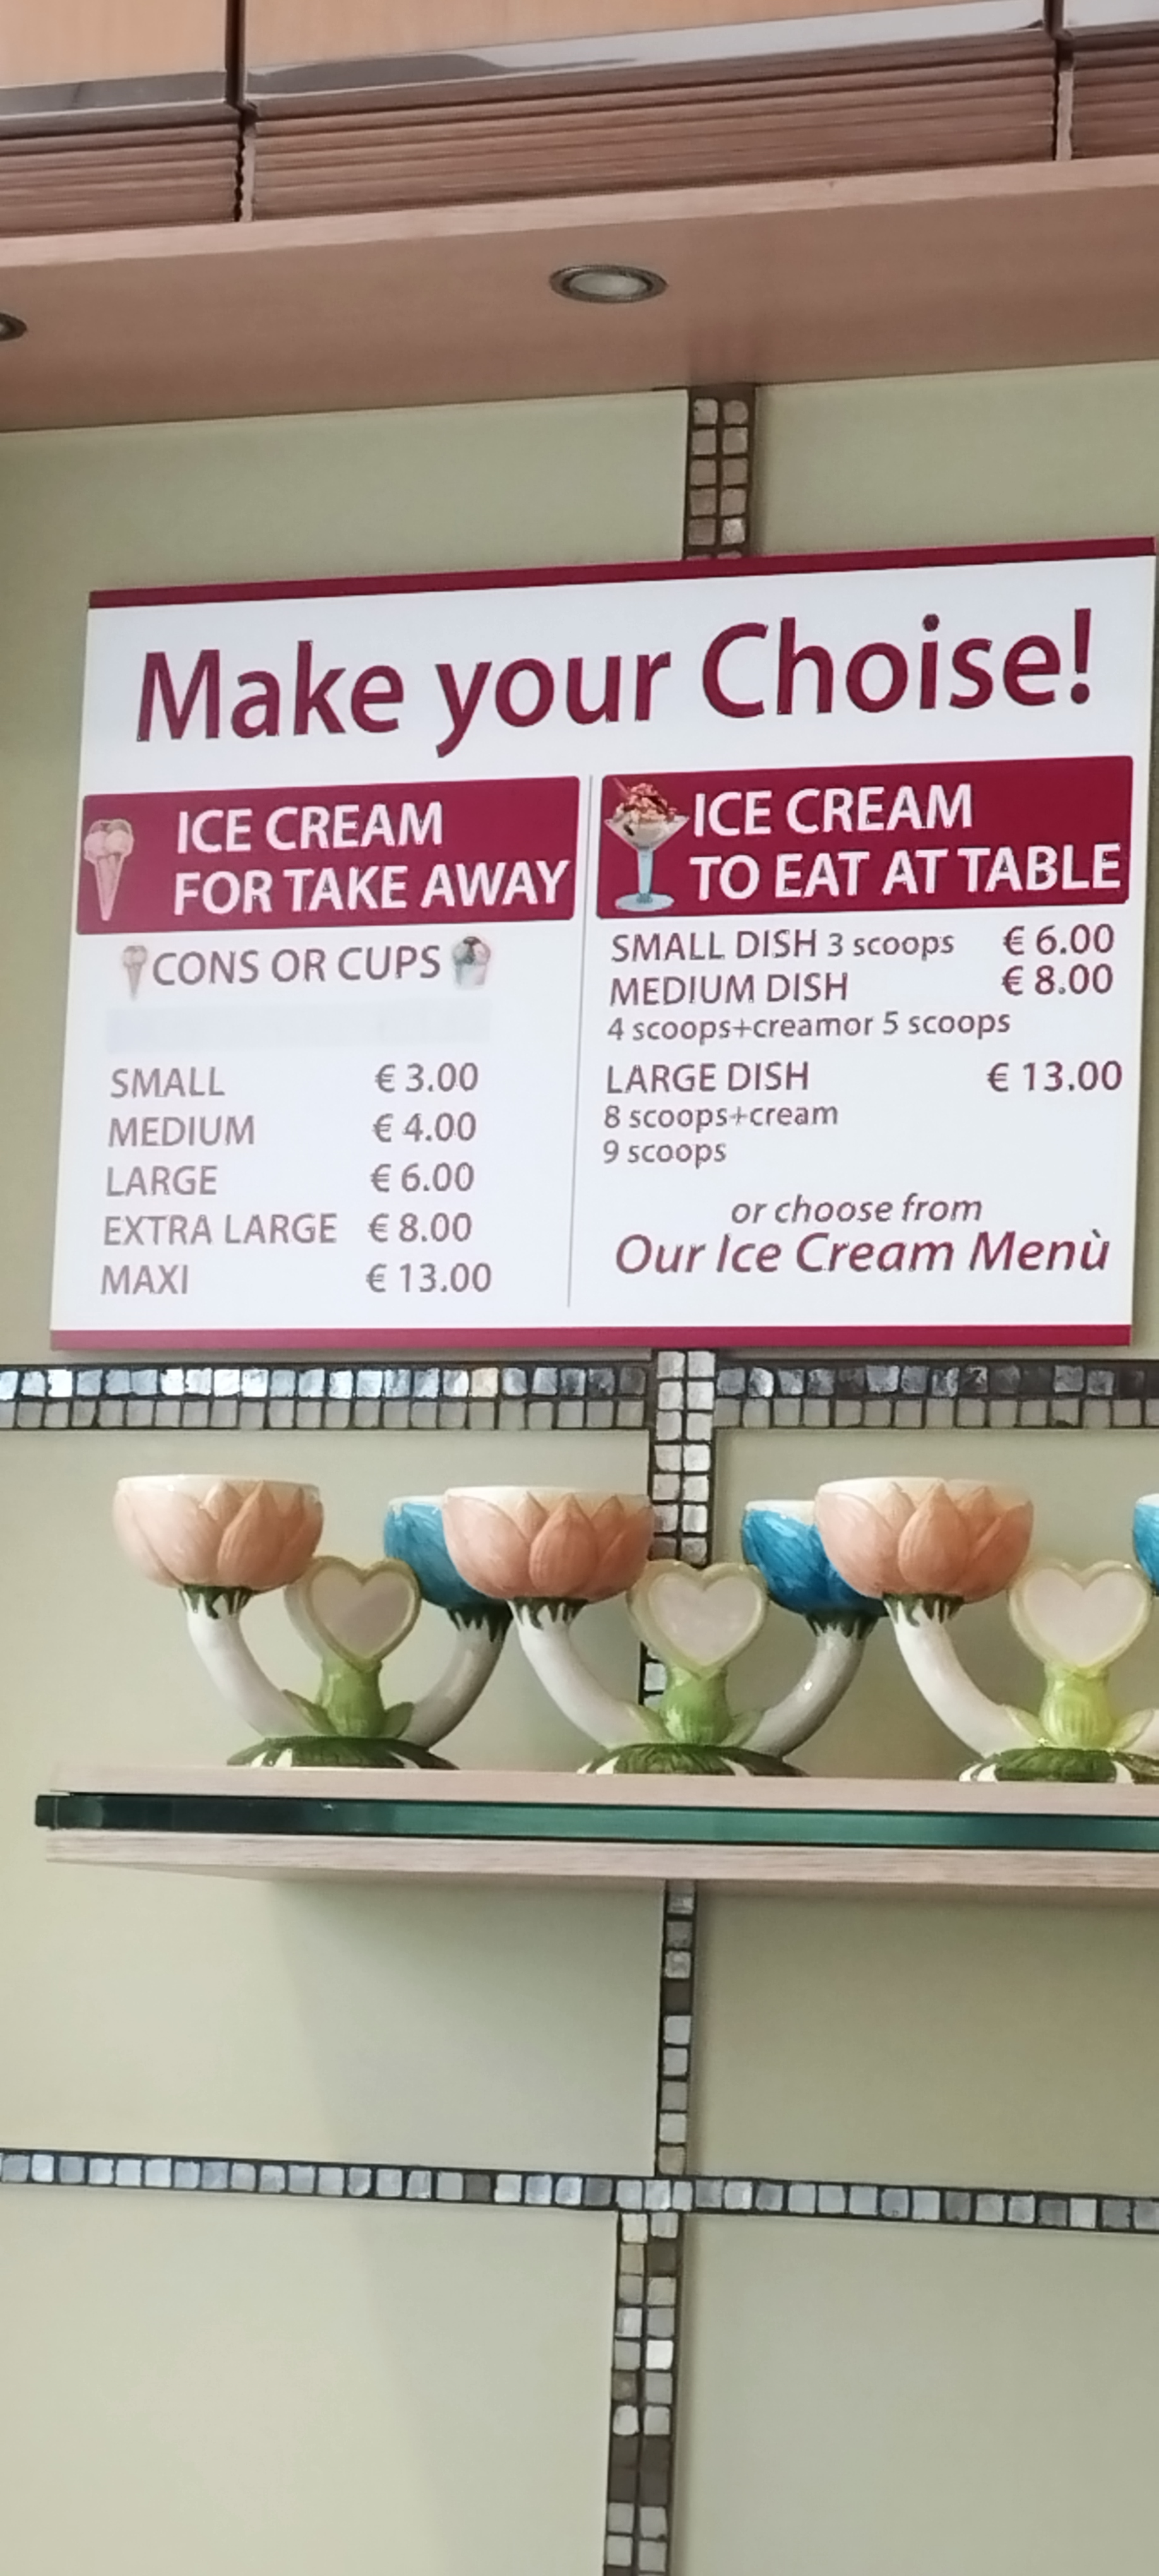 Make your Choise!
ICE CREAM
FOR TAKE AWAY
CONS OR CUPS
SMALL € 3.00
MEDIUM € 4.00
LARGE € 6.00
EXTRA LARGE € 8.00
MAXI € 13.00
ICE CREAM
TO EAT AT TABLE
SMALL DISH 3 scoops € 6.00
MEDIUM DISH € 8.00
4 scoops+creamor 5 scoops
LARGE DISH € 13.00
8 scoops+cream
9 scoops
or choose from
Our Ice Cream Menù